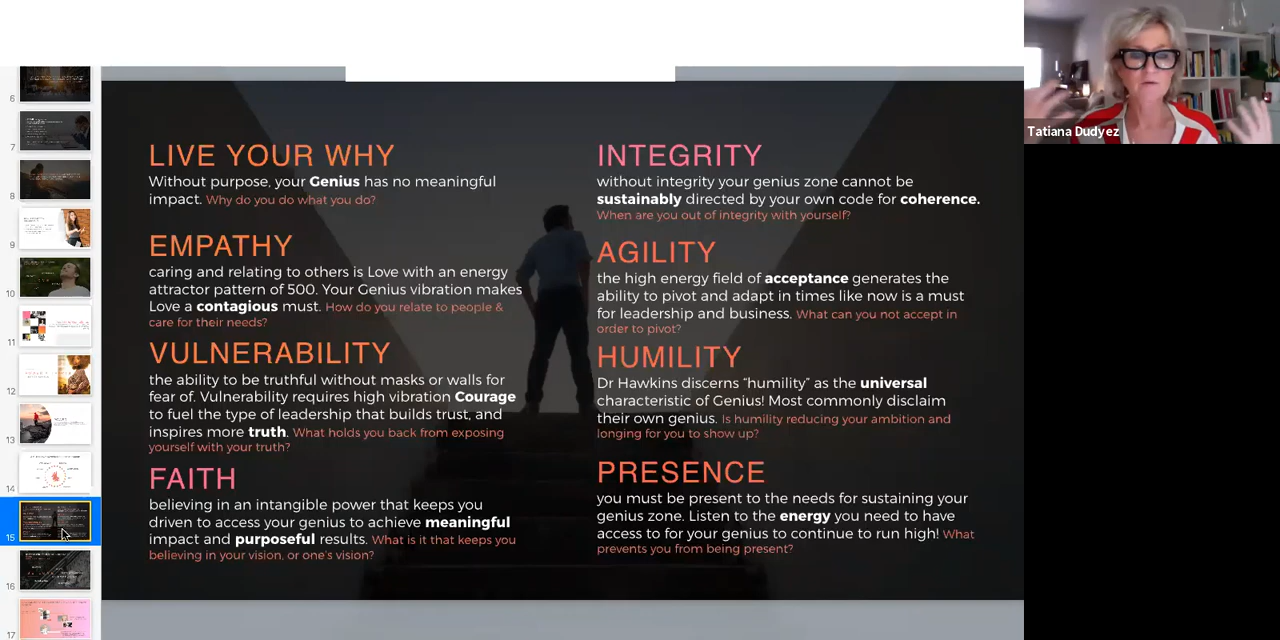 LIVE YOUR WHY
Without purpose, your Genius has no meaningful
impact. Why do you do what you do?
EMPATHY
caring and relating to others is Love with an energy
attractor pattern of 500. Your Genius vibration makes
Love a contagious must. How do you relate to people &
care for their needs?
VULNERABILITY
the ability to be truthful without masks or walls for
fear of. Vulnerability requires high vibration Courage
to fuel the type of leadership that builds trust, and
inspires more truth. What holds you back from exposing
yourself with your truth?
FAITH
believing in an intangible power that keeps you
driven to access your genius to achieve meaningful
impact and purposeful results. What is it that keeps you
believing in your vision, or one's vision?
INTEGRITY
without integrity your genius zone cannot be
sustainably directed by your own code for coherence.
When are you out of integrity with yourself?
AGILITY
the high energy field of acceptance generates the
ability to pivot and adapt in times like now is a must
for leadership and business. What can you not accept in
order to pivot?
HUMILITY
Dr Hawkins discerns "humility" as the universal
characteristic of Genius! Most commonly disclaim
their own genius. Is humility reducing your ambition and
longing for you to show up?
PRESENCE
you must be present to the needs for sustaining your
genius zone. Listen to the energy you need to have
access to for your genius to continue to run high! What
prevents you from being present?
Tatiana Dudyez
6
7
8
9
10
11
12
13
14
15
16
17